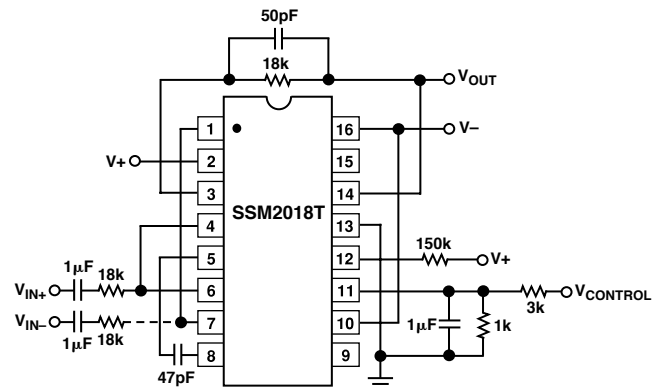 50pF
18k
VOUT
1
16
V–
V+
2
15
3
14
SSM2018T
4
13
150k
5
12
V+
1μF
18k
VIN+
6
11
VCONTROL
3k
VIN–
7
10
1μF
1k
1μF
18k
8
9
47pF